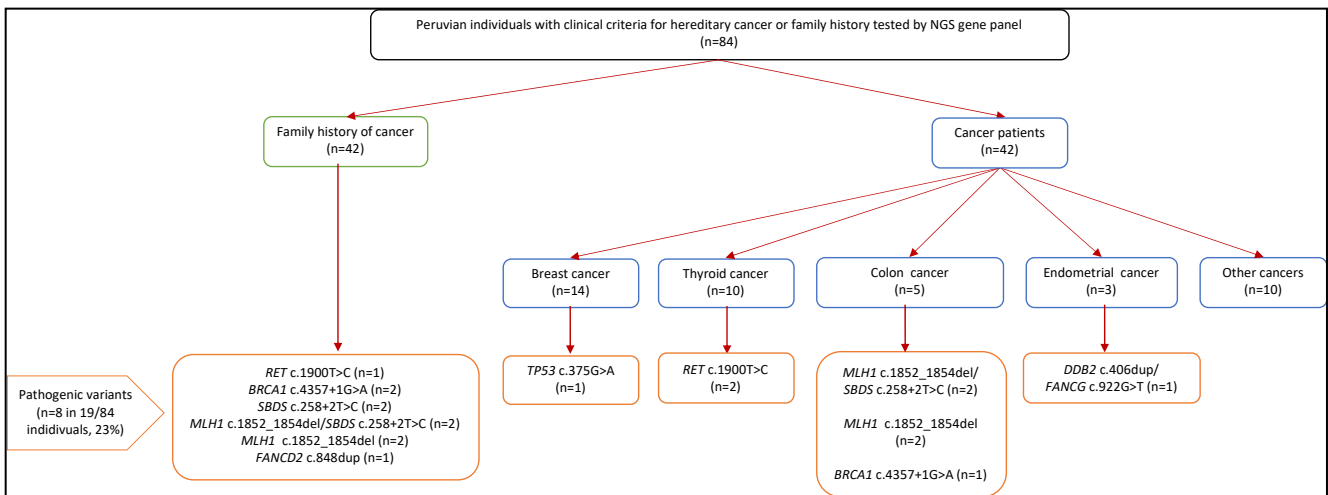 Peruvian individuals with clinical criteria for hereditary cancer or family history tested by NGS gene panel
(n=84)
Family history of cancer
(n=42)
Cancer patients
(n=42)
Breast cancer
(n=14)
Thyroid cancer
(n=10)
Colon cancer
(n=5)
Endometrial cancer
(n=3)
Other cancers
(n=10)
Pathogenic variants
(n=8 in 19/84
indidivuals, 23%)
RET c.1900T>C (n=1)
BRCA1 c.4357+1G>A (n=2)
SBDS c.258+2T>C (n=2)
MLH1 c.1852_1854del/SBDS c.258+2T>C (n=2)
MLH1 c.1852_1854del (n=2)
FANCD2 c.848dup (n=1)
TP53 c.375G>A
(n=1)
RET c.1900T>C
(n=2)
MLH1 c.1852_1854del/
SBDS c.258+2T>C (n=2)
MLH1 c.1852_1854del
(n=2)
BRCA1 c.4357+1G>A (n=1)
DDB2 c.406dup/
FANCG c.922G>T (n=1)